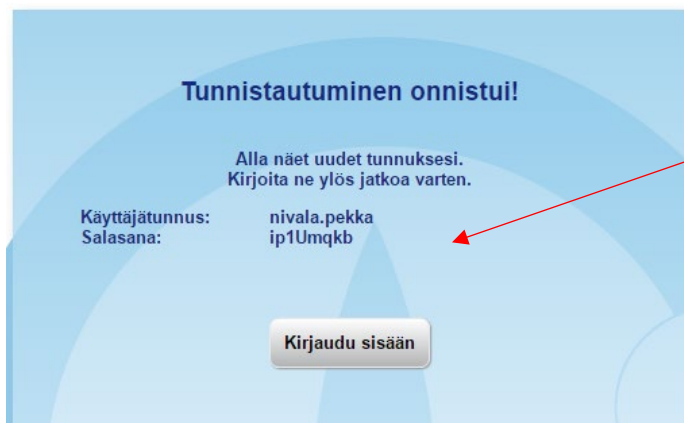 Tunnistautuminen onnistui!
Alla näet uudet tunnuksesi.
Kirjoita ne ylös jatkoa varten.
Käyttäjätunnus: nivala.pekka
Salasana: ip1Umqkb
Kirjaudu sisään